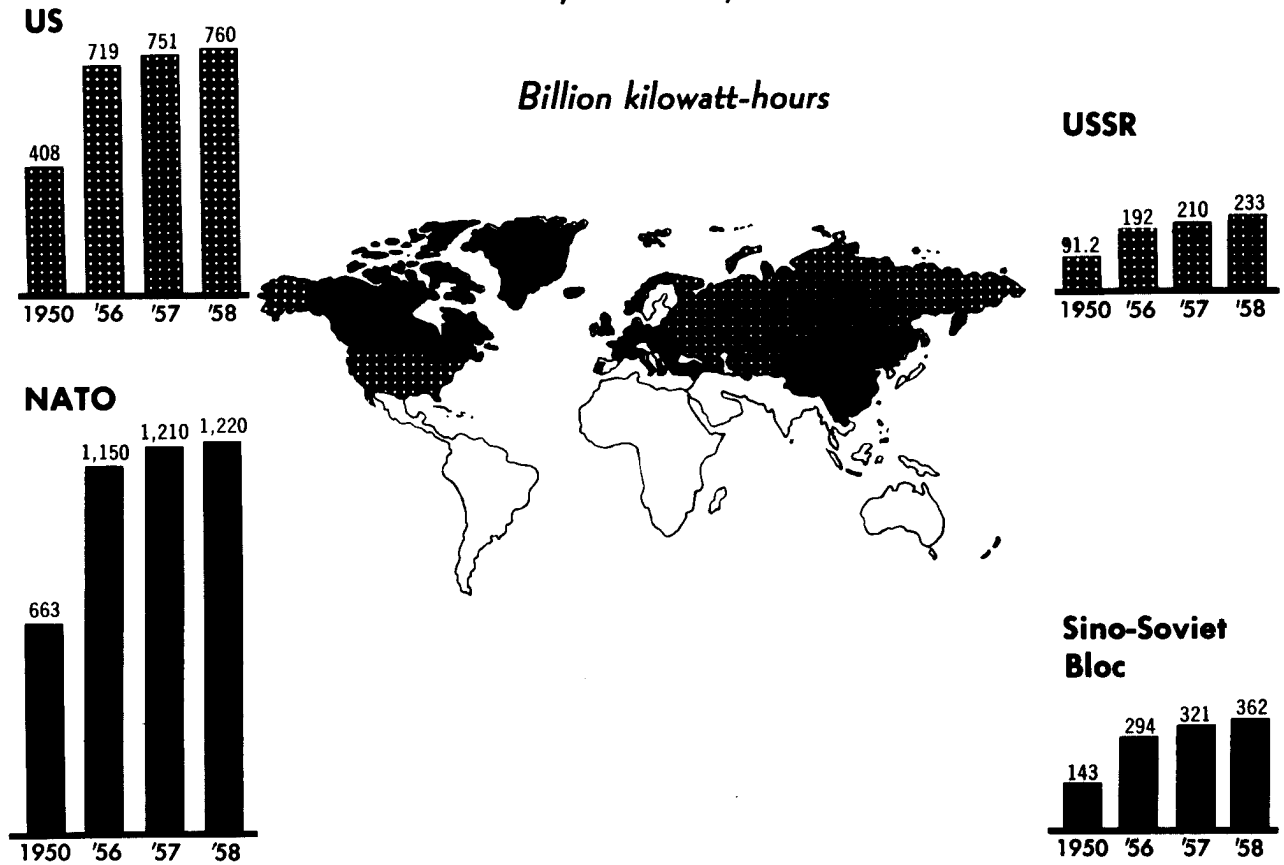 US
408 719 751 760
1950 '56 '57 '58
Billion kilowatt-hours
USSR
91.2 192 210 233
1950 '56 '57 '58
NATO
663 1,150 1,210 1,220
1950 '56 '57 '58
Sino-Soviet
Bloc
143 294 321 362
1950 '56 '57 '58